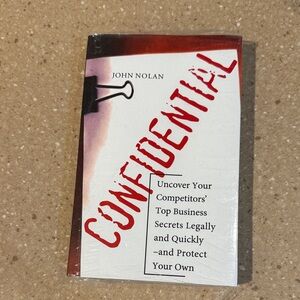 JOHN NOLAN
CONFIDENTIAL
Uncover Your
Competitors'
Top Business
Secrets Legally
and Quickly
–and Protect
Your Own